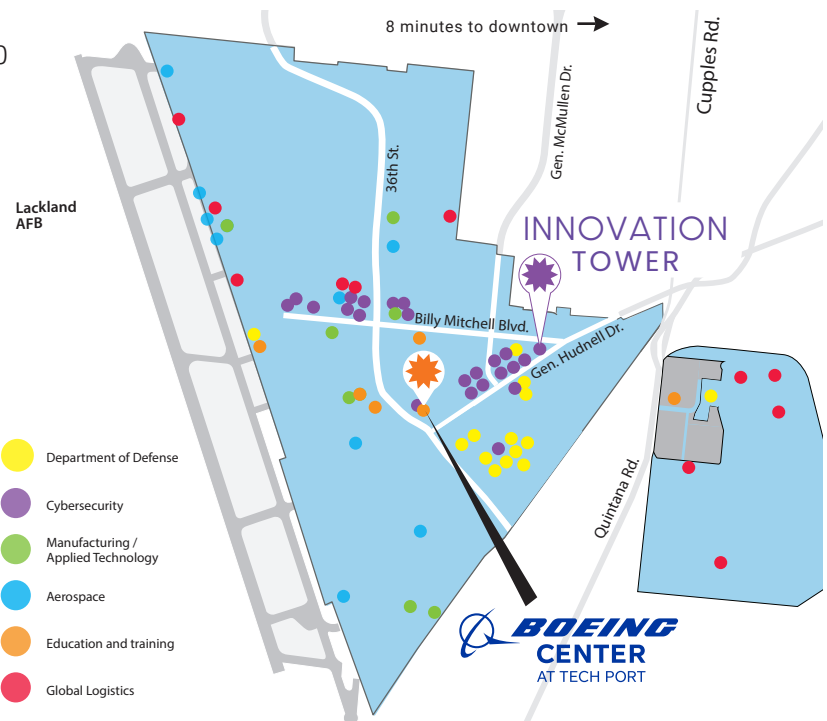 8 minutes to downtown
0
Cupples Rd.
Gen. McMullen Dr.
36th St.
Lackland
AFB
INNOVATION
TOWER
Billy Mitchell Blvd.
Gen. Hudnell Dr.
Quintana Rd.
Department of Defense
Cybersecurity
Manufacturing /
Applied Technology
Aerospace
Education and training
Global Logistics
BOEING
CENTER
AT TECH PORT